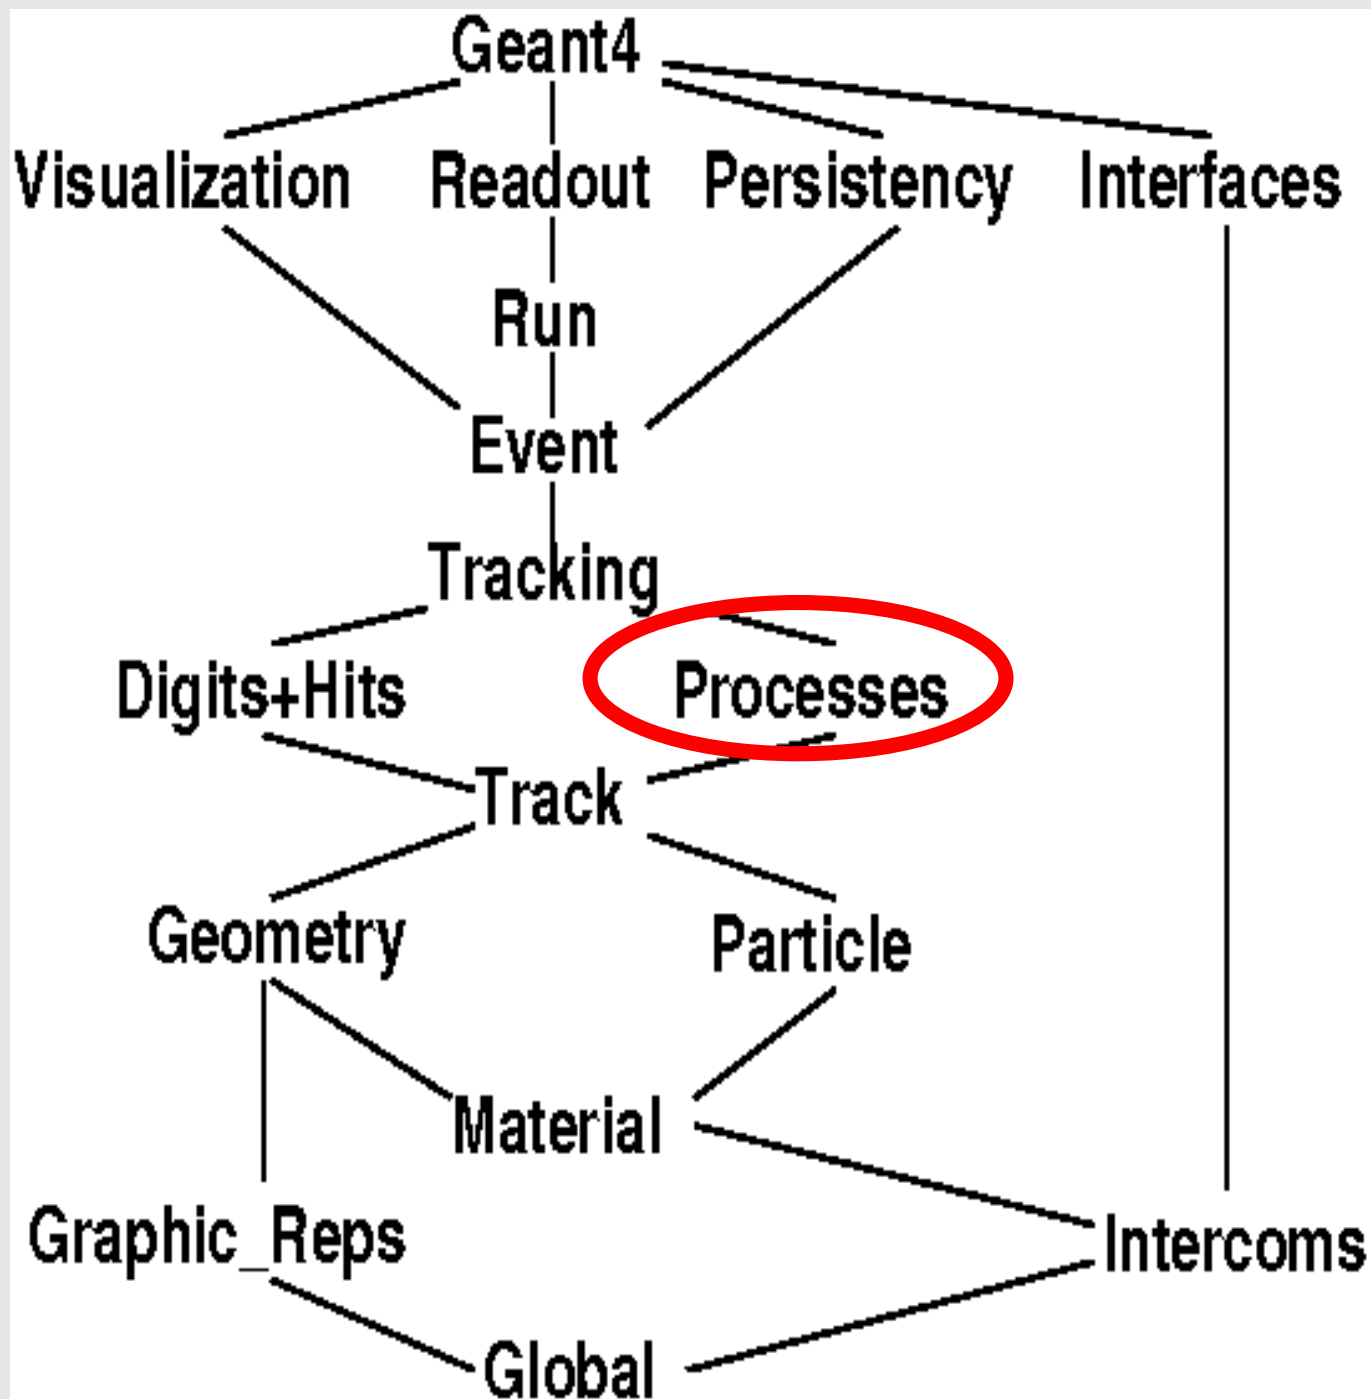 Geant4
Visualization Readout Persistency Interfaces
Run
Event
Tracking
Digits+Hits Processes
Track
Geometry Particle
Material
Graphic_Reps Intercoms
Global